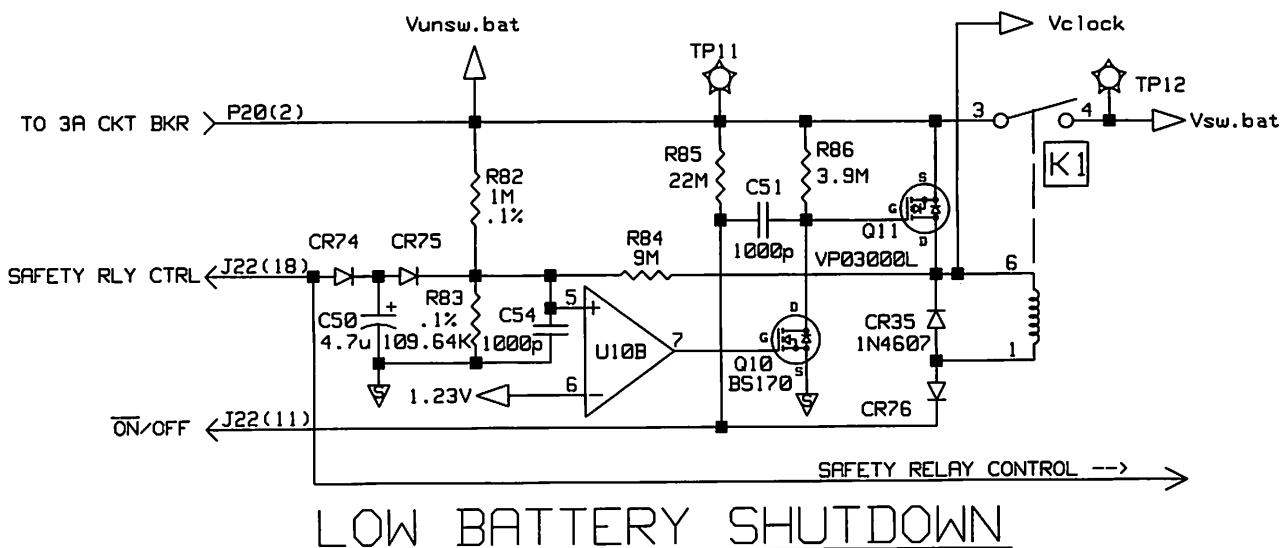 Vunsw.bat
Vclock
TP11
TP12
TO 3A CKT BKR
P20(2)
3
4
Vsw.bat
K1
R82
1M
.1%
R85
22M
C51
1000p
R86
3.9M
S
G
D
Q11
VP03000L
CR74
CR75
R84
9M
SAFETY RLY CTRL
J22(18)
6
C50
4.7u
+
R83
.1%
109.64K
C54
1000p
5
+
U10B
7
6
-
1.23V
D
G
S
Q10
BS170
S
S
CR35
1N4607
1
CR76
ON/OFF
J22(11)
SAFETY RELAY CONTROL -->
LOW BATTERY SHUTDOWN